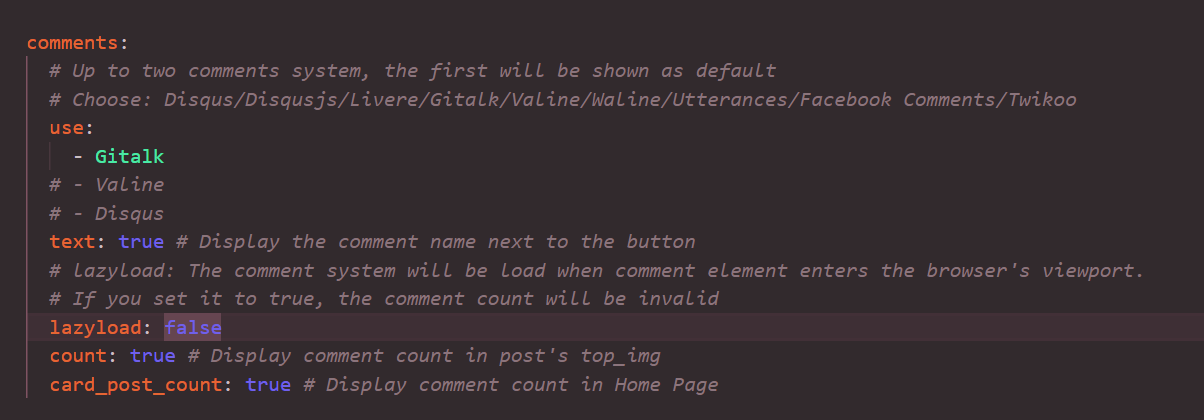 comments:
# Up to two comments system, the first will be shown as default
# Choose: Disqus/Disqusjs/Livere/Gitalk/Valine/Waline/Utterances/Facebook Comments/Twikoo
use:
- Gitalk
# - Valine
# - Disqus
text: true # Display the comment name next to the button
# lazyload: The comment system will be load when comment element enters the browser's viewport.
# If you set it to true, the comment count will be invalid
lazyload: false
count: true # Display comment count in post's top_img
card_post_count: true # Display comment count in Home Page